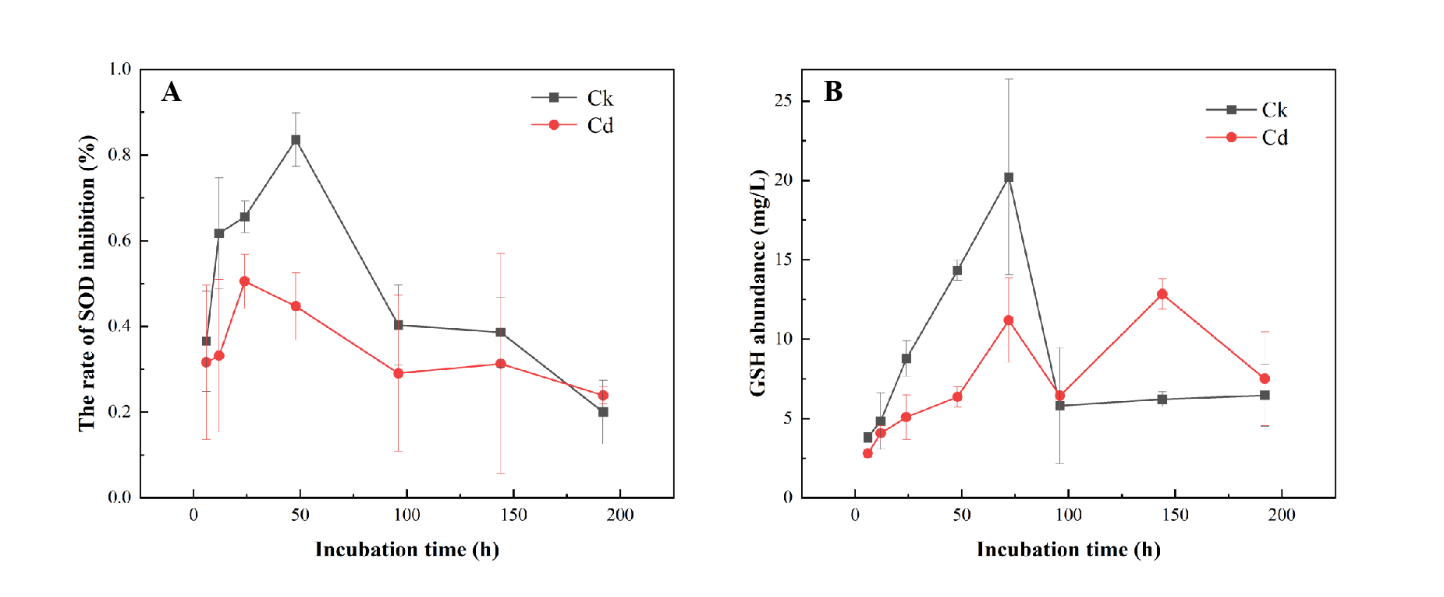 A
Ck
Cd
The rate of SOD inhibition (%)
1.0
0.8
0.6
0.4
0.2
0.0
0 50 100 150 200
Incubation time (h)
B
Ck
Cd
GSH abundance (mg/L)
25
20
15
10
5
0
0 50 100 150 200
Incubation time (h)